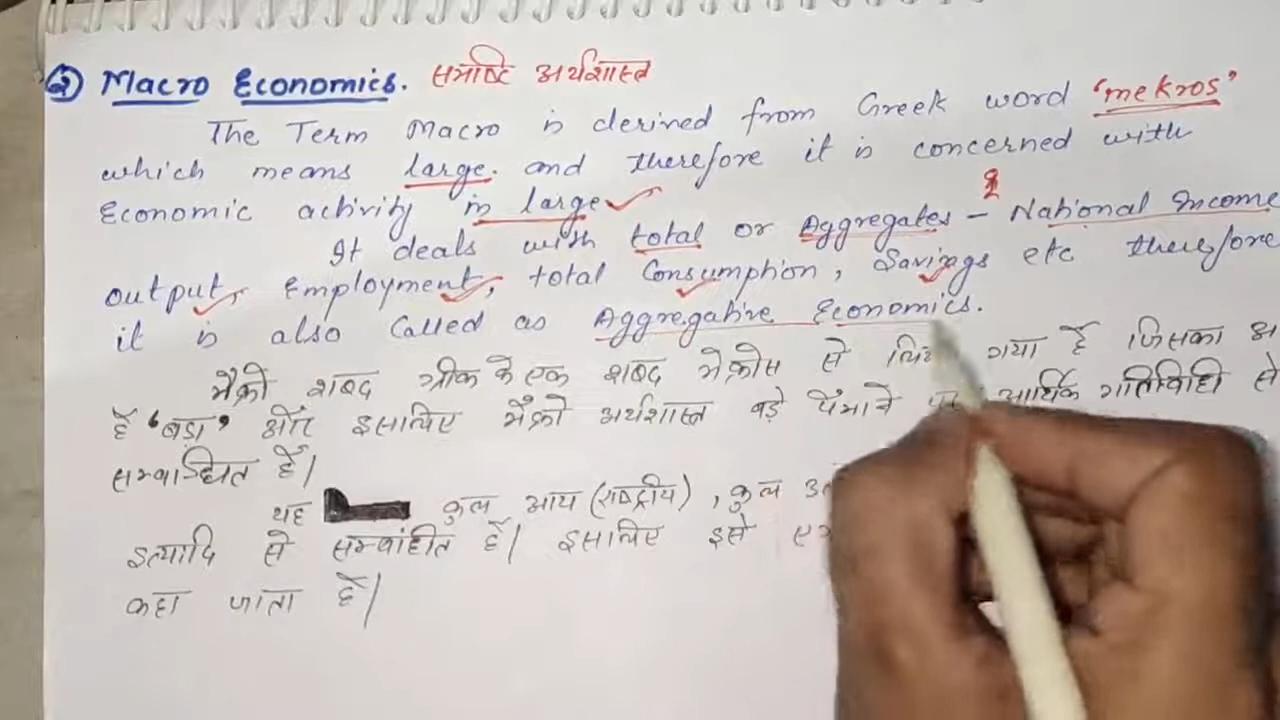 ② Macro Economics. समष्टि अर्थशास्त्र
The Term Macro is derived from Greek word 'mekros'
which means large. and therefore it is concerned with
Economic activity in large
It deals with total or Aggregates - National Income
output, Employment, total Consumption, Savings etc therefore
it is also Called as Aggregative Economics.
मैक्रो शब्द ग्रीक के एक शब्द मेक्रोस से लिया गया है जिसका
है 'बड़ा' और इसलिए मैक्रो अर्थशास्त्र बड़े पैमाने आर्थिक गतिविही से
सम्बान्धित हैं।
यह कुल आय (राष्ट्रीय), कुल
इत्यादि से सम्बांहीत हैं। इसलिए इसे
कहा जाता है।